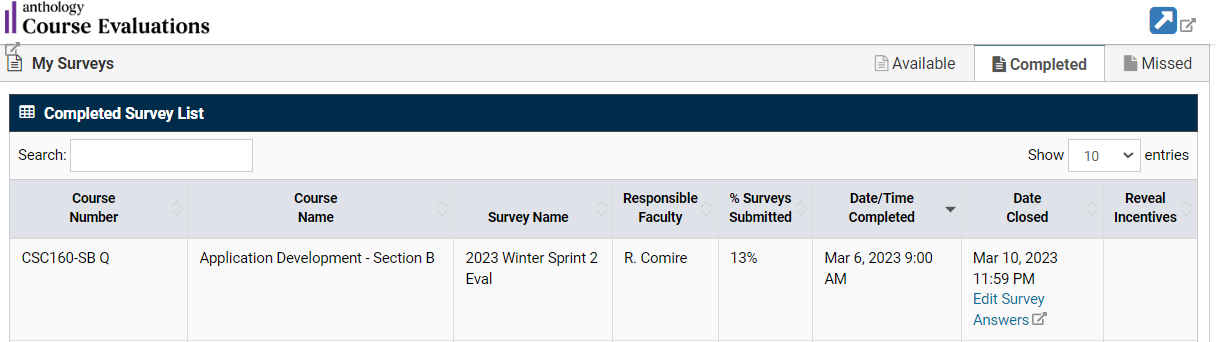 anthology
Course Evaluations
My Surveys
Available
Completed
Missed
Completed Survey List
Search:
Show 10 entries
Course Number
Course Name
Survey Name
Responsible Faculty
% Surveys Submitted
Date/Time Completed
Date Closed
Reveal Incentives
CSC160-SB Q
Application Development - Section B
2023 Winter Sprint 2
Eval
R. Comire
13%
Mar 6, 2023 9:00
AM
Mar 10, 2023
11:59 PM
Edit Survey
Answers